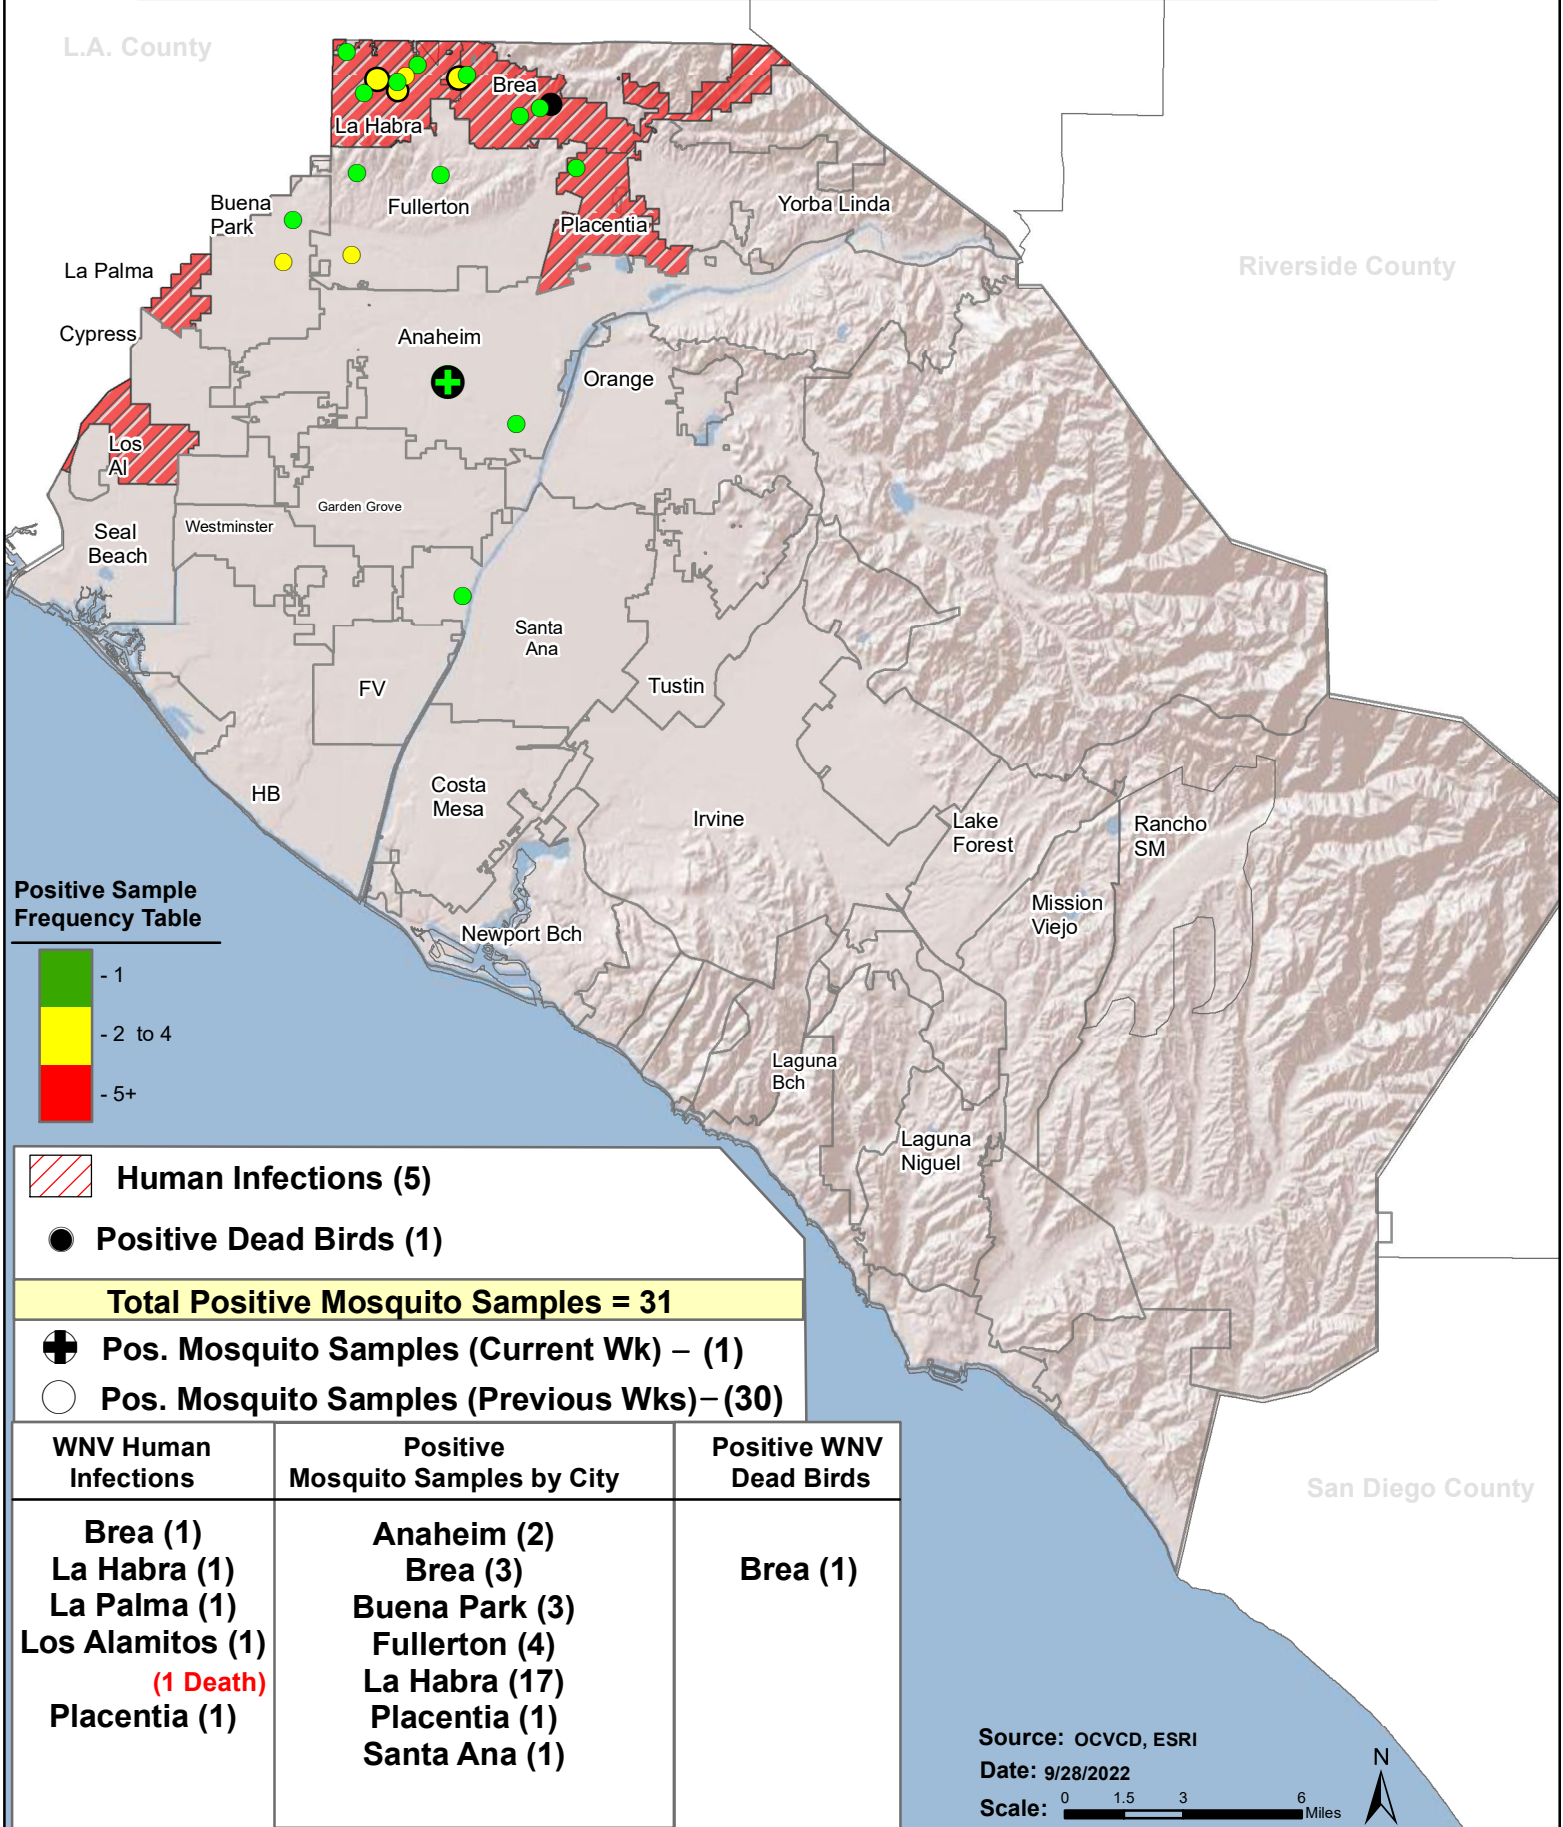 L.A. County
Brea
La Habra
Buena
Park
Fullerton
Yorba Linda
Placentia
La Palma
Riverside County
Cypress
Anaheim
Orange
Los
Al
Garden Grove
Westminster
Seal
Beach
Santa
Ana
FV
Tustin
HB
Costa
Mesa
Irvine
Lake
Forest
Rancho
SM
Mission
Viejo
Newport Bch
Laguna
Bch
Laguna
Niguel
San Diego County
Positive Sample
Frequency Table
- 1
- 2 to 4
- 5+
Human Infections (5)
Positive Dead Birds (1)
Total Positive Mosquito Samples = 31
Pos. Mosquito Samples (Current Wk) – (1)
Pos. Mosquito Samples (Previous Wks)–(30)
WNV Human
Infections
Brea (1)
La Habra (1)
La Palma (1)
Los Alamitos (1)
(1 Death)
Placentia (1)
Positive
Mosquito Samples by City
Anaheim (2)
Brea (3)
Buena Park (3)
Fullerton (4)
La Habra (17)
Placentia (1)
Santa Ana (1)
Positive WNV
Dead Birds
Brea (1)
Source: OCVCD, ESRI
Date: 9/28/2022
Scale: 0 1.5 3 6 Miles
N